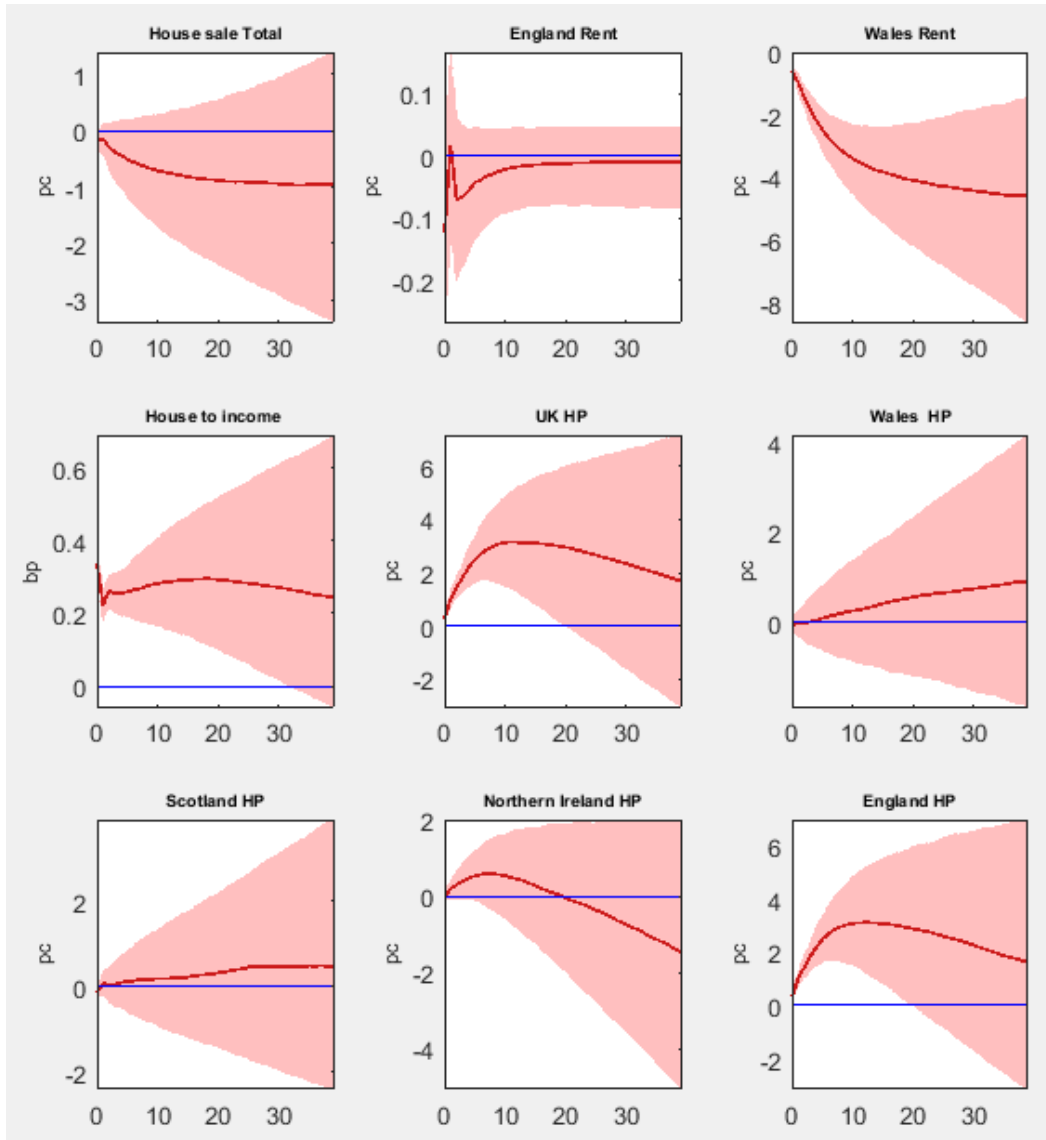 House sale Total
pc
1
0
-1
-2
-3
0 10 20 30
England Rent
pc
0.1
0
-0.1
-0.2
0 10 20 30
Wales Rent
0
-2
-4
-6
-8
0 10 20 30
House to income
bp
0.6
0.4
0.2
0
0 10 20 30
UK HP
pc
6
4
2
0
-2
0 10 20 30
Wales HP
pc
4
2
0
0 10 20 30
Scotland HP
pc
2
0
-2
0 10 20 30
Northern Ireland HP
pc
2
0
-2
-4
0 10 20 30
England HP
pc
6
4
2
0
-2
0 10 20 30